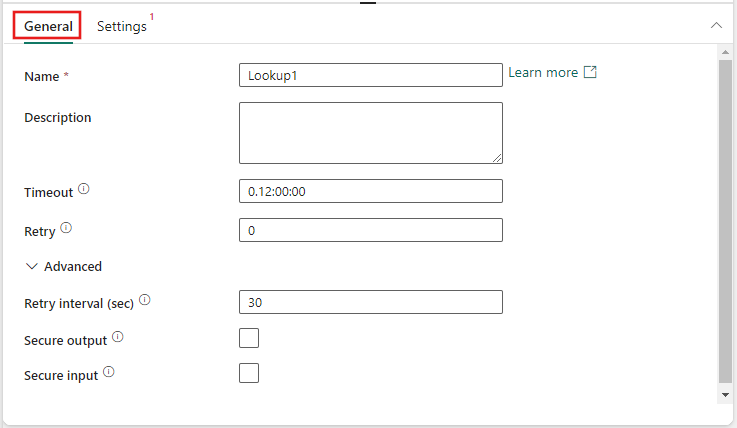 General Settings 1
Name * Lookup1 Learn more
Description
Timeout 0.12:00:00
Retry 0
Advanced
Retry interval (sec) 30
Secure output
Secure input